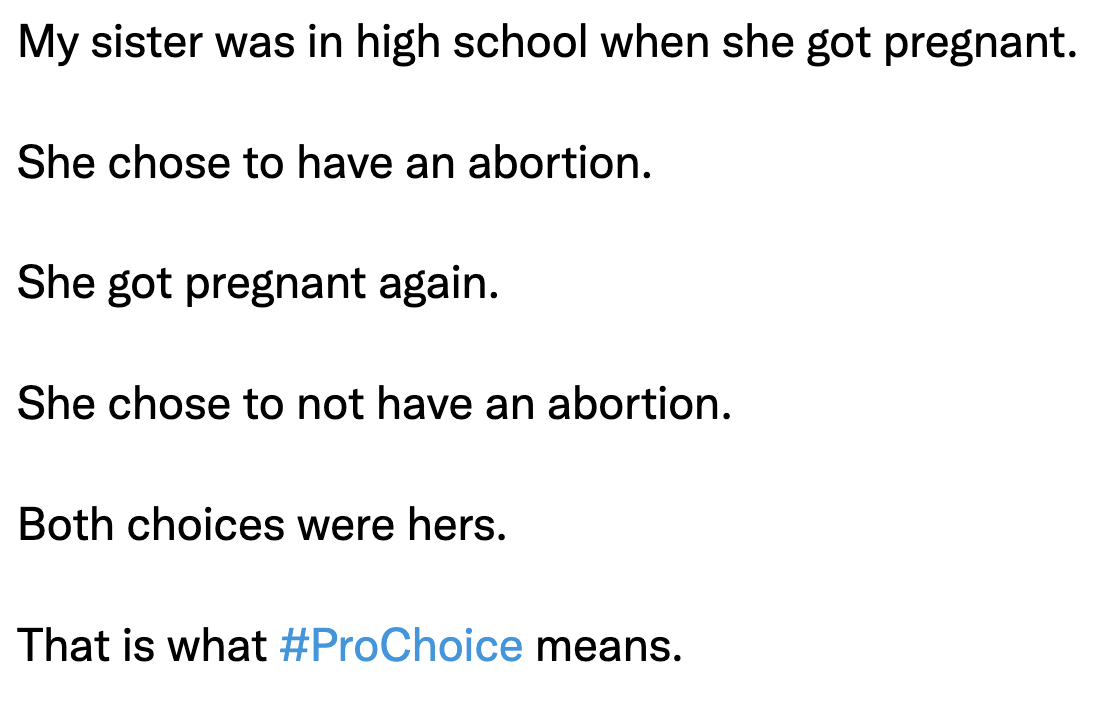 My sister was in high school when she got pregnant.
She chose to have an abortion.
She got pregnant again.
She chose to not have an abortion.
Both choices were hers.
That is what #ProChoice means.